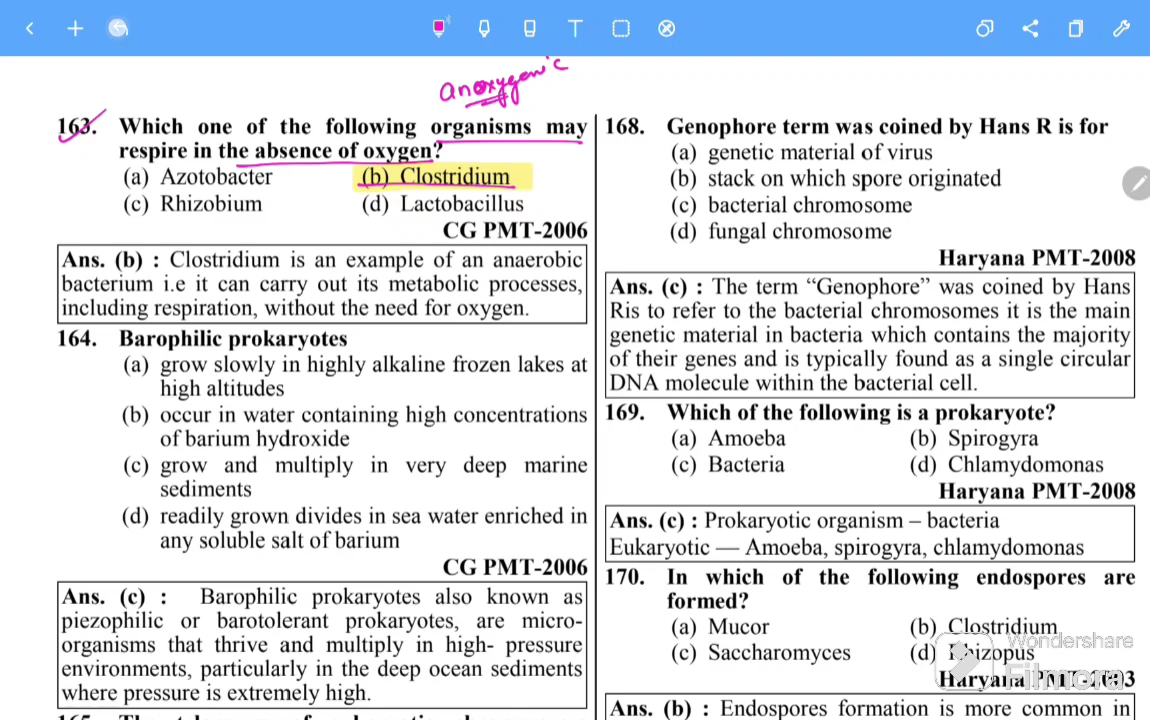 anoxygenic
163. Which one of the following organisms may
respire in the absence of oxygen?
(a) Azotobacter (b) Clostridium
(c) Rhizobium (d) Lactobacillus
CG PMT-2006
Ans. (b) : Clostridium is an example of an anaerobic
bacterium i.e it can carry out its metabolic processes,
including respiration, without the need for oxygen.
164. Barophilic prokaryotes
(a) grow slowly in highly alkaline frozen lakes at
high altitudes
(b) occur in water containing high concentrations
of barium hydroxide
(c) grow and multiply in very deep marine
sediments
(d) readily grown divides in sea water enriched in
any soluble salt of barium
CG PMT-2006
Ans. (c) : Barophilic prokaryotes also known as
piezophilic or barotolerant prokaryotes, are micro-
organisms that thrive and multiply in high- pressure
environments, particularly in the deep ocean sediments
where pressure is extremely high.
168. Genophore term was coined by Hans R is for
(a) genetic material of virus
(b) stack on which spore originated
(c) bacterial chromosome
(d) fungal chromosome
Haryana PMT-2008
Ans. (c) : The term “Genophore” was coined by Hans
Ris to refer to the bacterial chromosomes it is the main
genetic material in bacteria which contains the majority
of their genes and is typically found as a single circular
DNA molecule within the bacterial cell.
169. Which of the following is a prokaryote?
(a) Amoeba (b) Spirogyra
(c) Bacteria (d) Chlamydomonas
Haryana PMT-2008
Ans. (c) : Prokaryotic organism – bacteria
Eukaryotic — Amoeba, spirogyra, chlamydomonas
170. In which of the following endospores are
formed?
(a) Mucor (b) Clostridium
(c) Saccharomyces (d) Rhizopus
Haryana
Wondershare
Filmora
Ans. (b) : Endospores formation is more common in